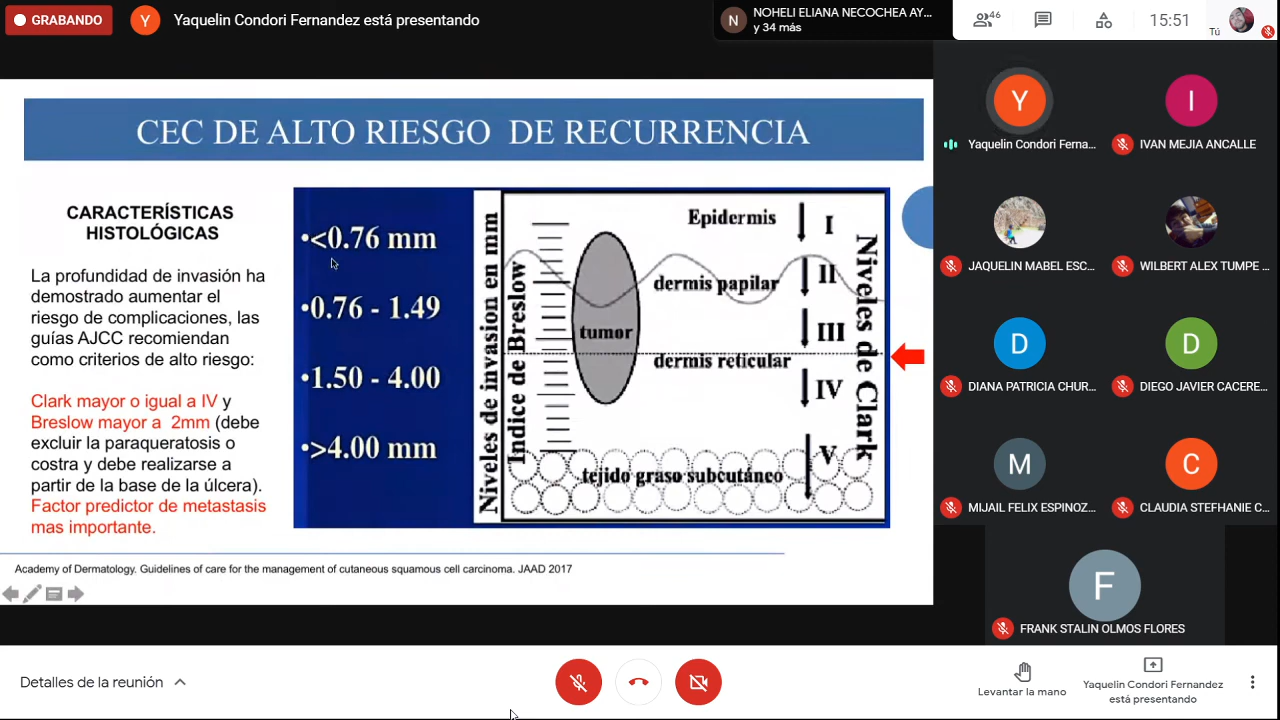 GRABANDO
Y
Yaquelin Condori Fernandez está presentando
N
NOHELI ELIANA NECOCHEA AY...
y 34 más
46
15:51
Tú
CEC DE ALTO RIESGO DE RECURRENCIA
CARACTERÍSTICAS
HISTOLÓGICAS
La profundidad de invasión ha
demostrado aumentar el
riesgo de complicaciones, las
guías AJCC recomiendan
como criterios de alto riesgo:
Clark mayor o igual a IV y
Breslow mayor a 2mm (debe
excluir la paraqueratosis o
costra y debe realizarse a
partir de la base de la úlcera).
Factor predictor de metastasis
mas importante.
•<0.76 mm
•0.76 - 1.49
•1.50 - 4.00
•>4.00 mm
Niveles de invasion en mm
Indice de Breslow
tumor
Epidermis
dermis papilar
dermis reticular
tejido graso subcutáneo
I
II
III
IV
V
Niveles de Clark
Academy of Dermatology. Guidelines of care for the management of cutaneous squamous cell carcinoma. JAAD 2017
Y
Yaquelin Condori Ferna...
I
IVAN MEJIA ANCALLE
JAQUELIN MABEL ESC...
WILBERT ALEX TUMPE ...
D
DIANA PATRICIA CHUR...
D
DIEGO JAVIER CACERE...
M
MIJAIL FELIX ESPINOZ...
C
CLAUDIA STEFHANIE C...
F
FRANK STALIN OLMOS FLORES
Detalles de la reunión
Levantar la mano
Yaquelin Condori Fernandez
está presentando